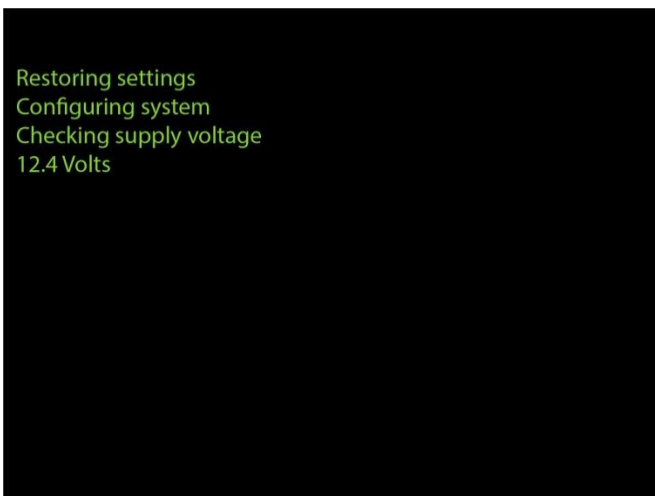 Restoring settings
Configuring system
Checking supply voltage
12.4 Volts